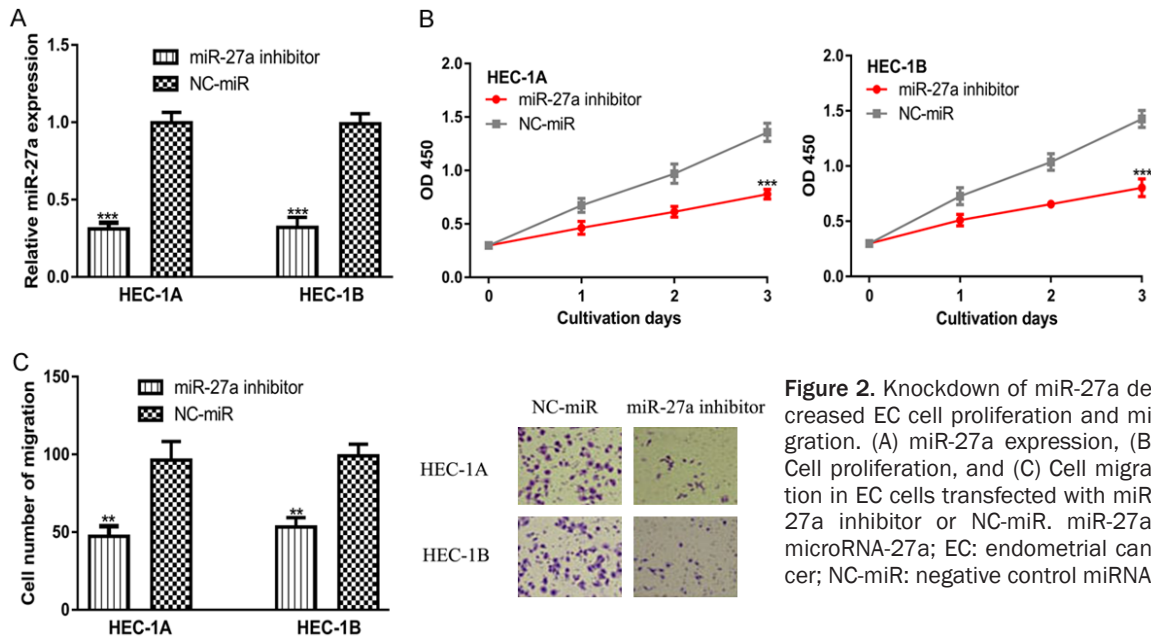 A
Relative miR-27a expression
1.5
1.0
0.5
0.0
miR-27a inhibitor
NC-miR
***
***
HEC-1A
HEC-1B
B
OD 450
2.0
1.5
1.0
0.5
0.0
HEC-1A
miR-27a inhibitor
NC-miR
***
0
1
2
3
Cultivation days
OD 450
2.0
1.5
1.0
0.5
0.0
HEC-1B
miR-27a inhibitor
NC-miR
***
0
1
2
3
Cultivation days
C
Cell number of migration
150
100
50
0
miR-27a inhibitor
NC-miR
**
**
HEC-1A
HEC-1B
NC-miR
miR-27a inhibitor
HEC-1A
HEC-1B
Figure 2. Knockdown of miR-27a de
creased EC cell proliferation and mi
gration. (A) miR-27a expression, (B
Cell proliferation, and (C) Cell migra
tion in EC cells transfected with miR
27a inhibitor or NC-miR. miR-27a
microRNA-27a; EC: endometrial can
cer; NC-miR: negative control miRNA